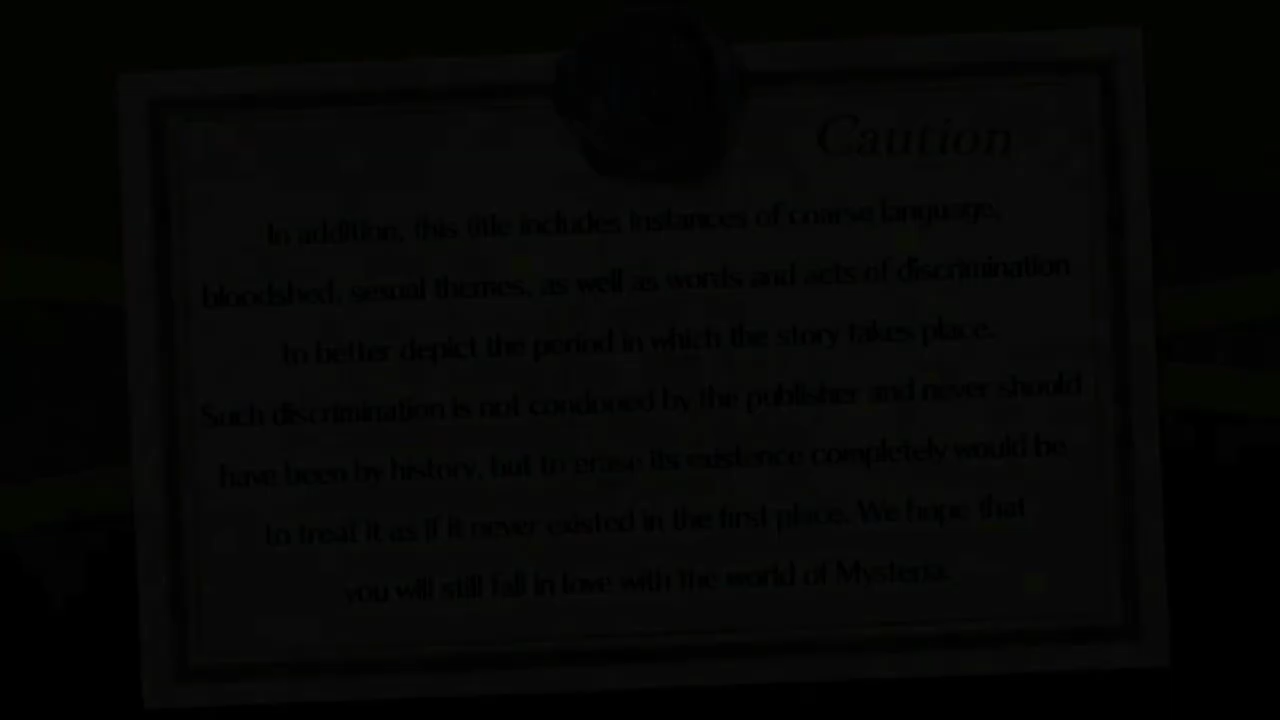 Caution
In addition, this title includes instances of coarse language,
bloodshed, sexual themes, as well as words and acts of discrimination
to better depict the period in which the story takes place.
Such discrimination is not condoned by the publisher and never should
have been by history, but to erase its existence completely would be
to treat it as if it never existed in the first place. We hope that
you will still fall in love with the world of Mysteria.